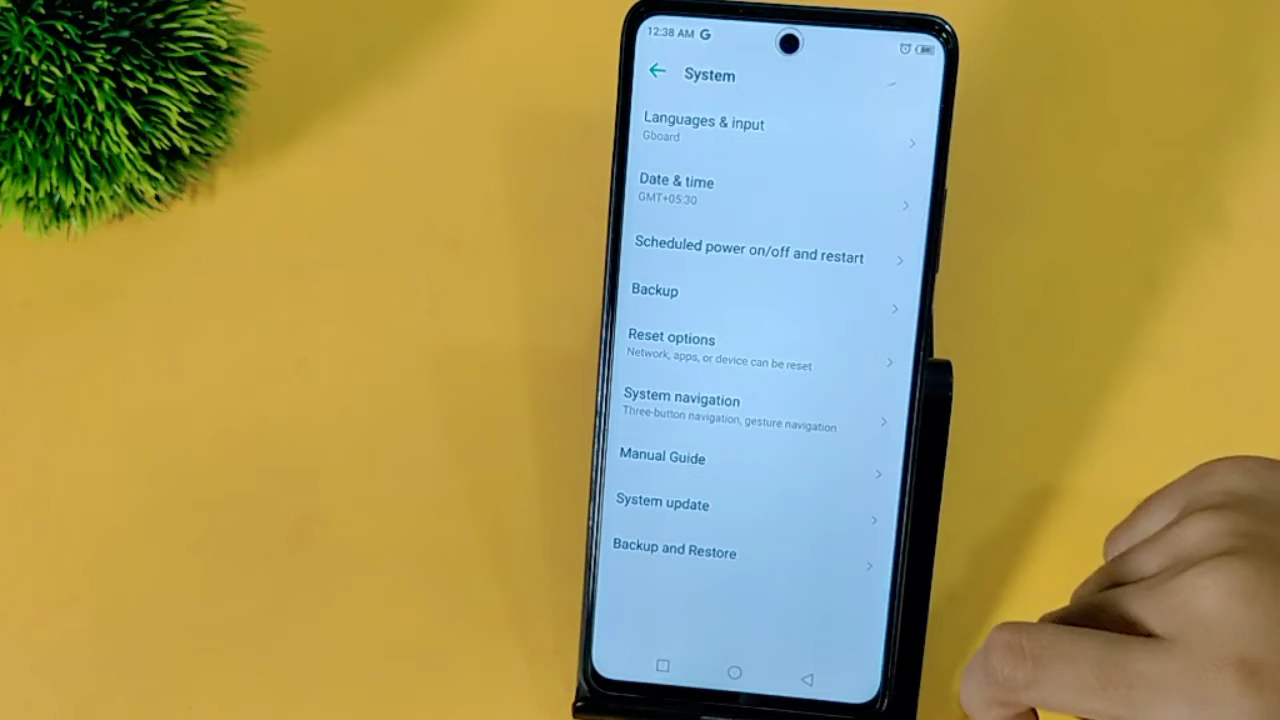 12:38 AM G
System
Languages & input
Gboard
Date & time
GMT+05:30
Scheduled power on/off and restart
Backup
Reset options
Network, apps, or device can be reset
System navigation
Three-button navigation, gesture navigation
Manual Guide
System update
Backup and Restore